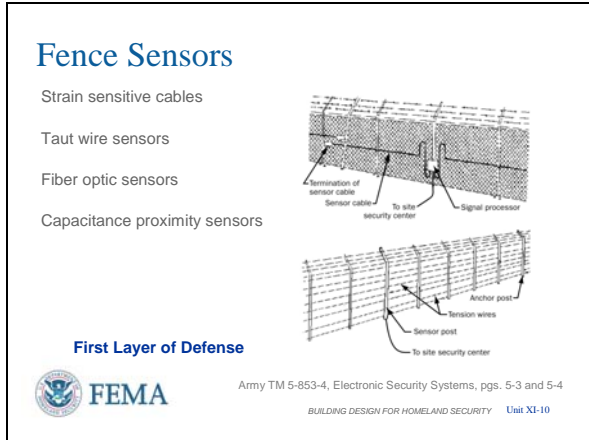 Fence Sensors
Strain sensitive cables
Taut wire sensors
Fiber optic sensors
Capacitance proximity sensors
Termination of
sensor cable
Sensor cable
To site
security center
Signal processor
Anchor post
Tension wires
Sensor post
To site security center
First Layer of Defense
FEMA
Army TM 5-853-4, Electronic Security Systems, pgs. 5-3 and 5-4
BUILDING DESIGN FOR HOMELAND SECURITY Unit XI-10